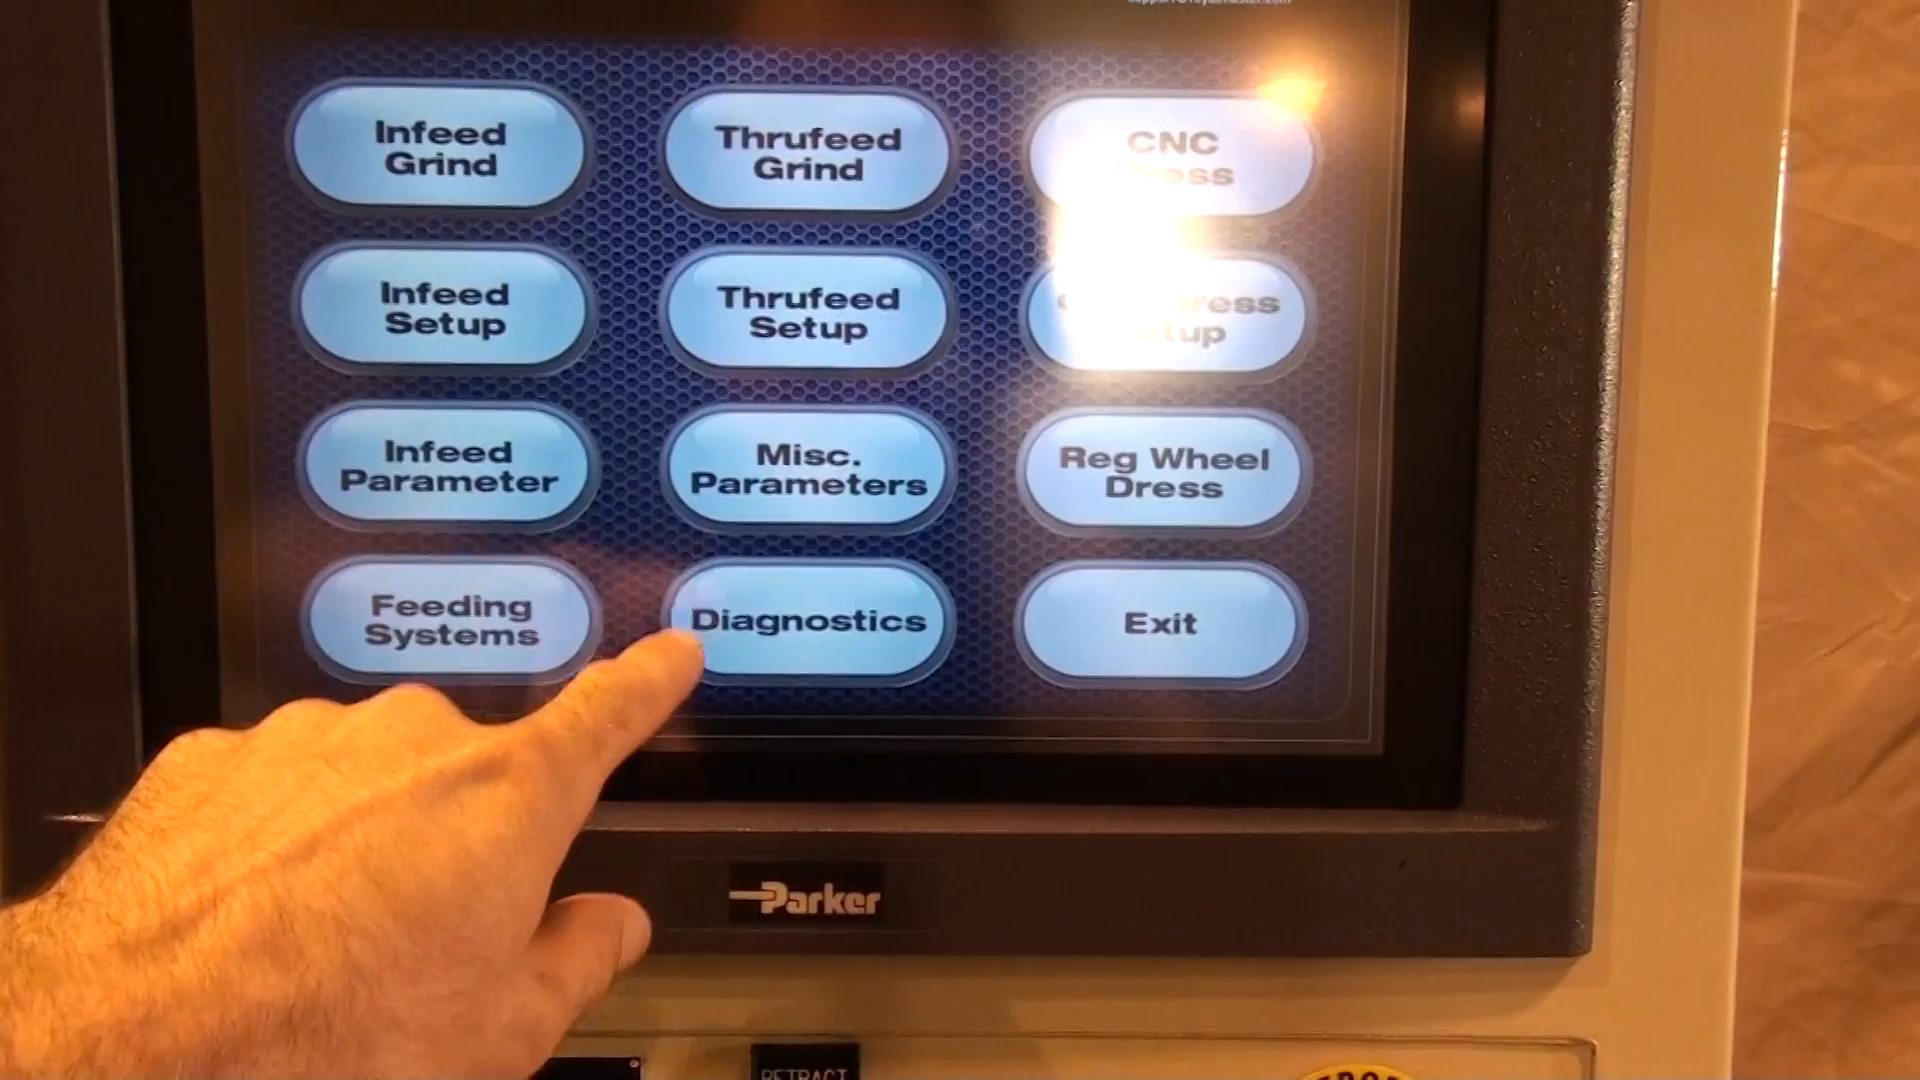 Infeed
Grind
Thrufeed
Grind
CNC
Infeed
Setup
Thrufeed
Setup
Infeed
Parameter
Misc.
Parameters
Reg Wheel
Dress
Feeding
Systems
Diagnostics
Exit
Parker
RETRACT